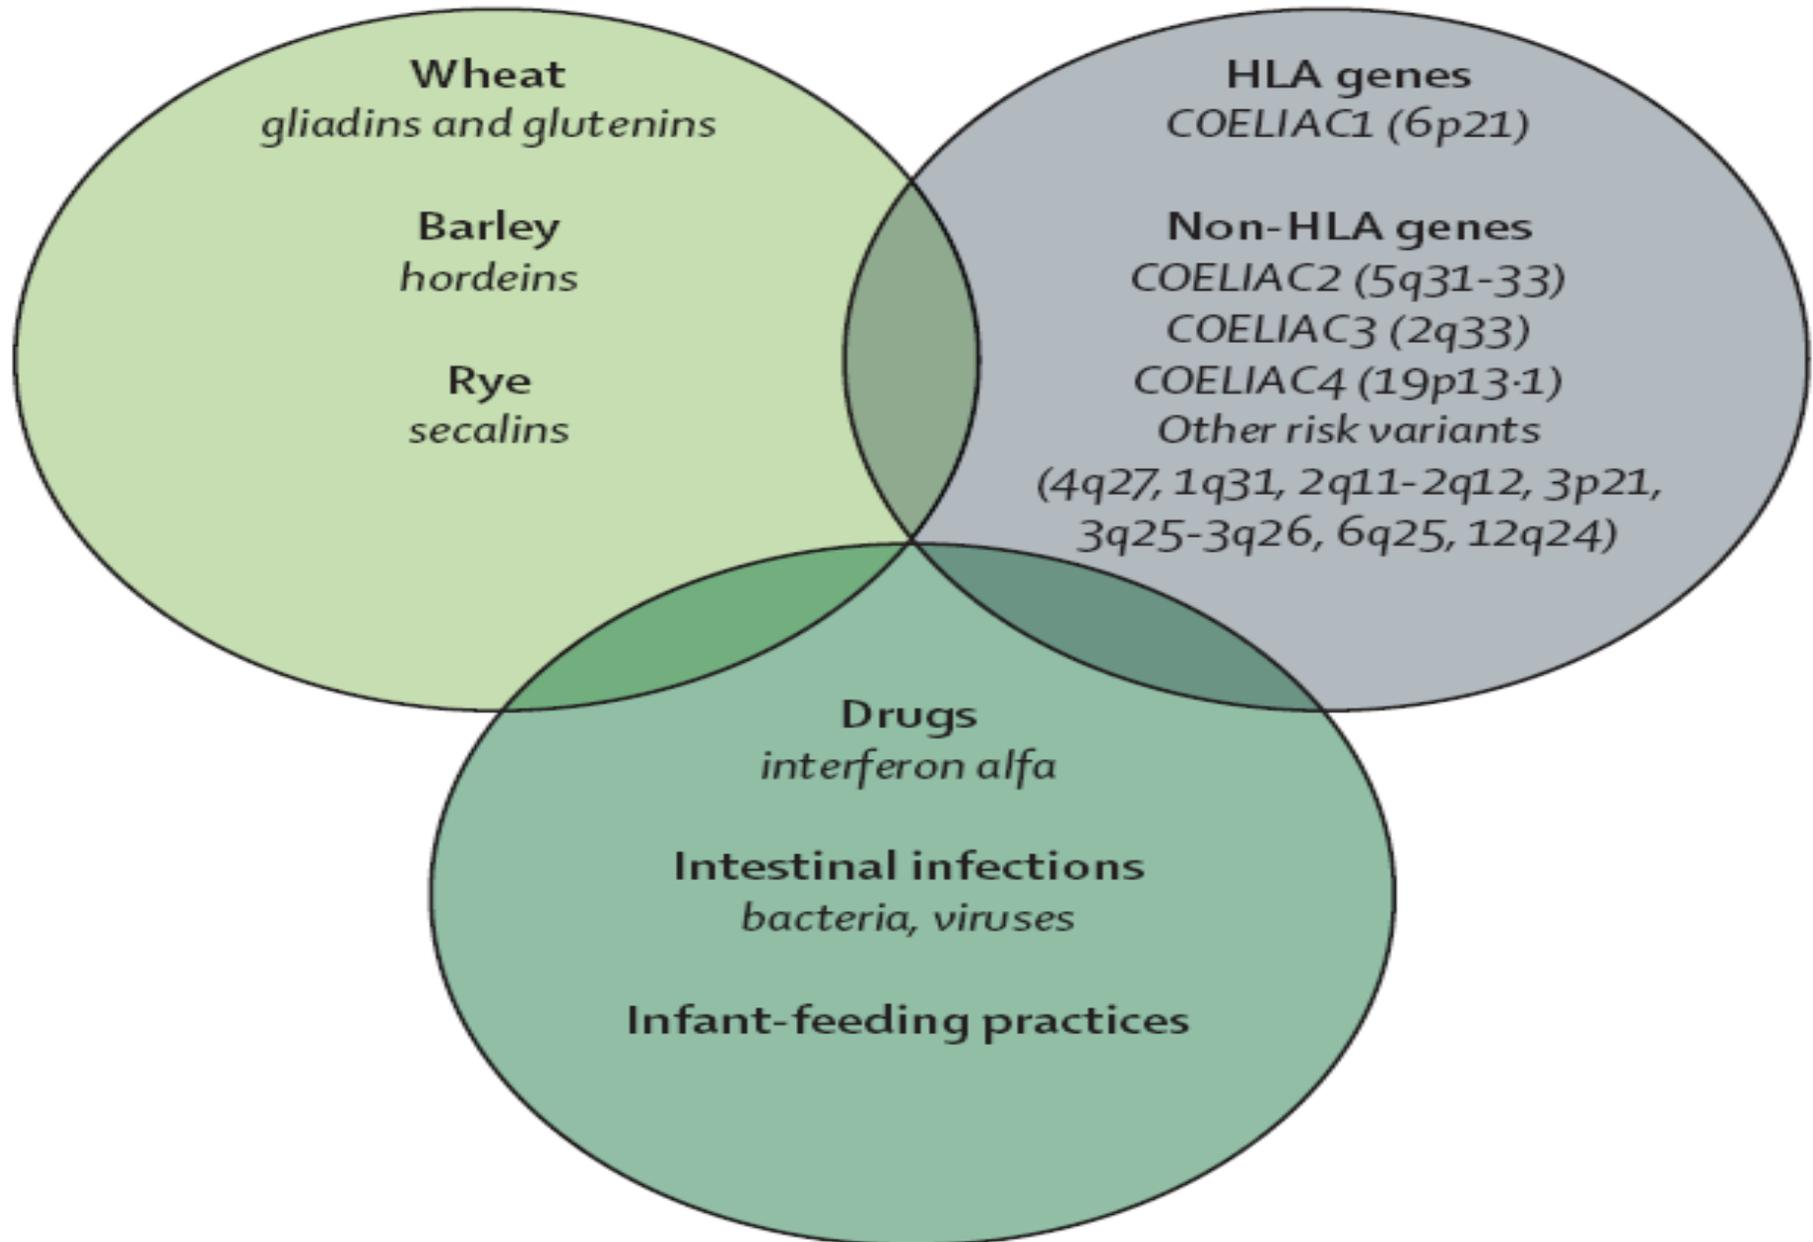 Wheat
gliadins and glutenins
Barley
hordeins
Rye
secalins
HLA genes
COELIAC1 (6p21)
Non-HLA genes
COELIAC2 (5q31-33)
COELIAC3 (2q33)
COELIAC4 (19p13·1)
Other risk variants
(4q27, 1q31, 2q11-2q12, 3p21,
3q25-3q26, 6q25, 12q24)
Drugs
interferon alfa
Intestinal infections
bacteria, viruses
Infant-feeding practices